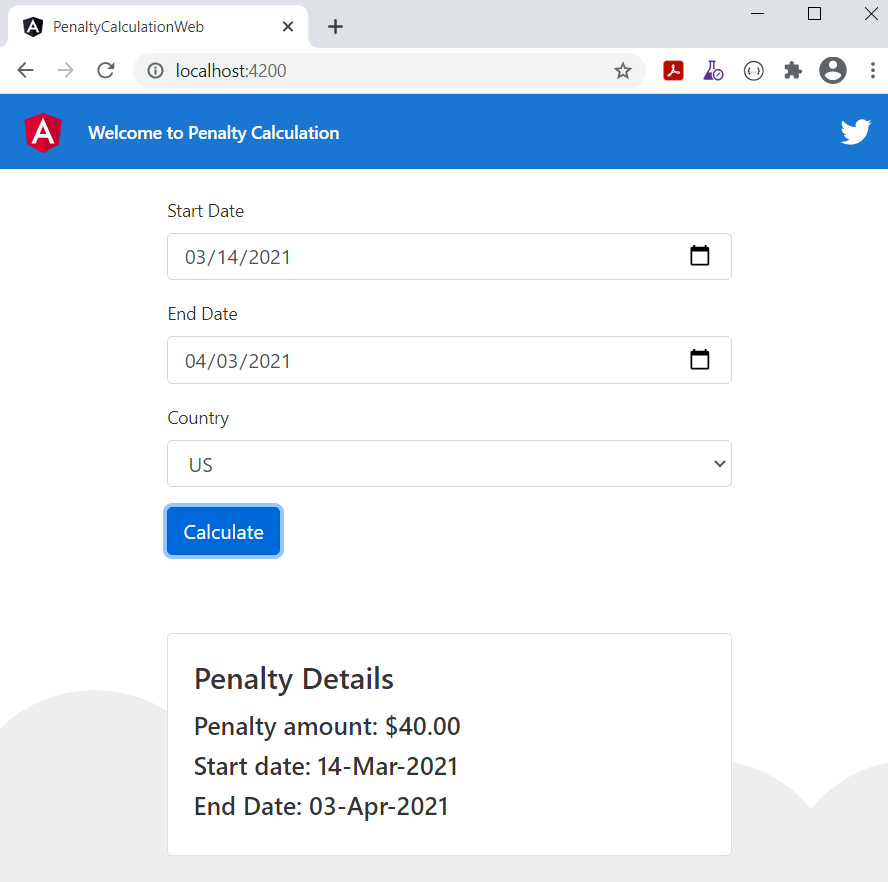 PenaltyCalculationWeb
localhost:4200
Welcome to Penalty Calculation
Start Date
03/14/2021
End Date
04/03/2021
Country
US
Calculate
Penalty Details
Penalty amount: $40.00
Start date: 14-Mar-2021
End Date: 03-Apr-2021